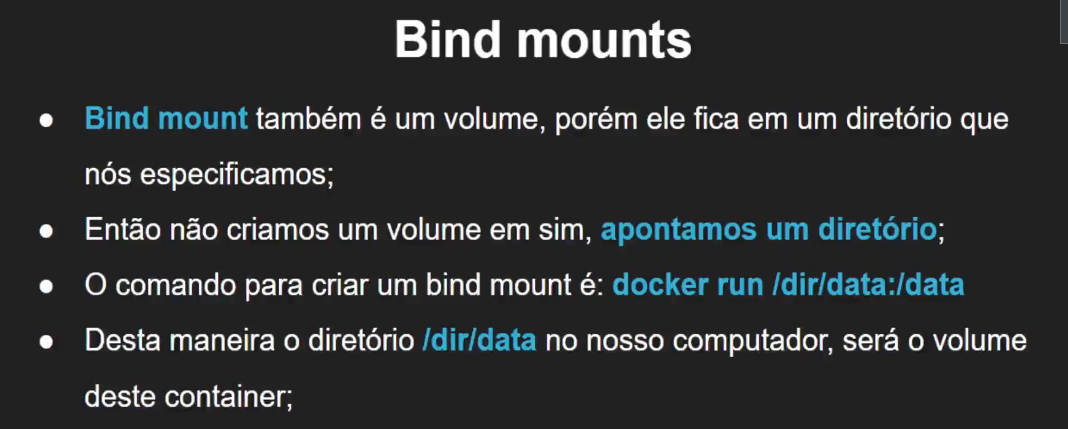 Bind mounts
● Bind mount também é um volume, porém ele fica em um diretório que
nós especificamos;
● Então não criamos um volume em sim, apontamos um diretório;
● O comando para criar um bind mount é: docker run /dir/data:/data
● Desta maneira o diretório /dir/data no nosso computador, será o volume
deste container;